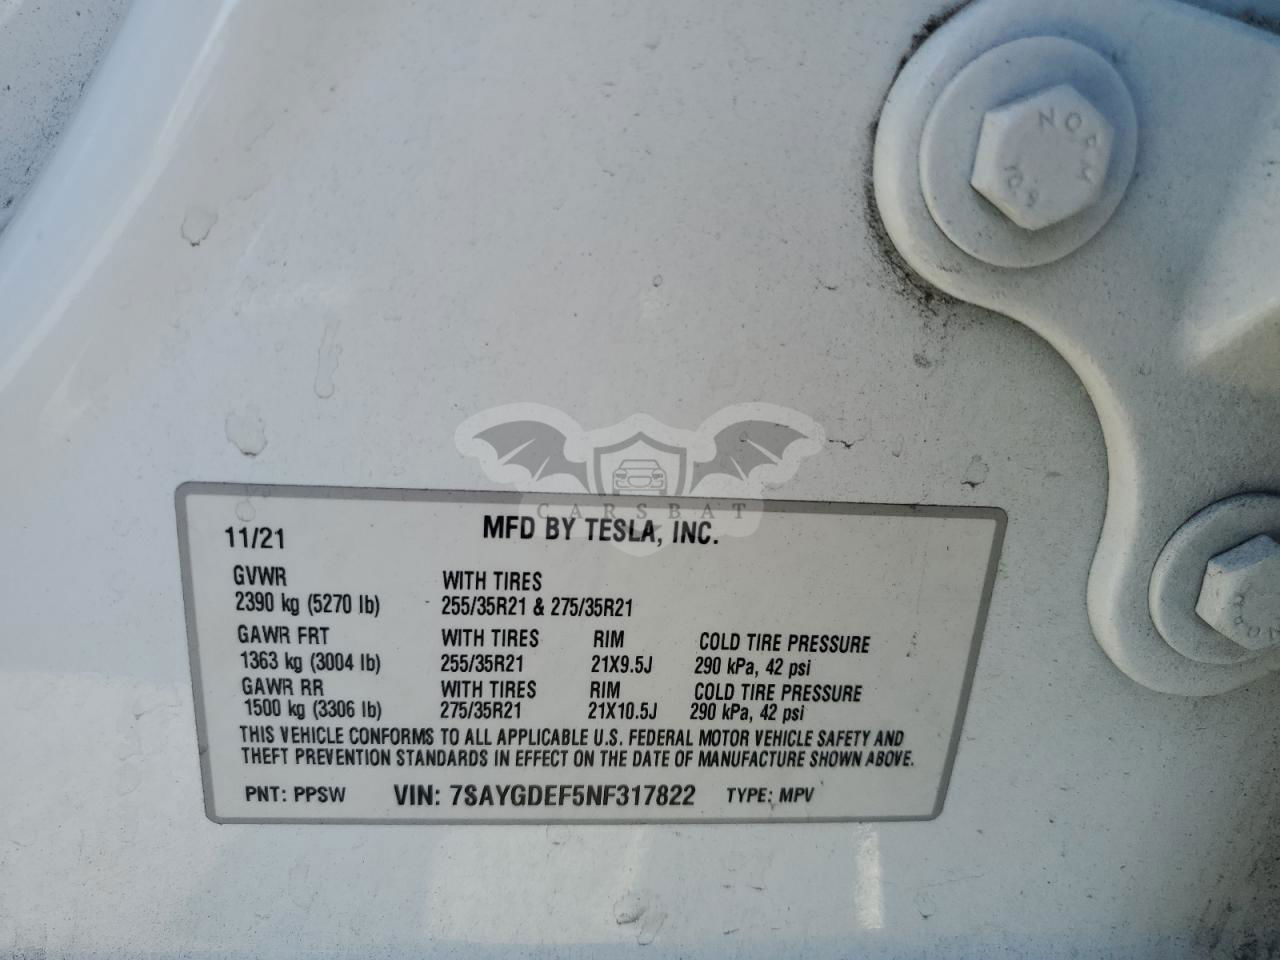 NORM
10.9
CARSBAT
11/21 MFD BY TESLA, INC.
GVWR WITH TIRES
2390 kg (5270 lb) 255/35R21 & 275/35R21
GAWR FRT WITH TIRES RIM COLD TIRE PRESSURE
1363 kg (3004 lb) 255/35R21 21X9.5J 290 kPa, 42 psi
GAWR RR WITH TIRES RIM COLD TIRE PRESSURE
1500 kg (3306 lb) 275/35R21 21X10.5J 290 kPa, 42 psi
THIS VEHICLE CONFORMS TO ALL APPLICABLE U.S. FEDERAL MOTOR VEHICLE SAFETY AND
THEFT PREVENTION STANDARDS IN EFFECT ON THE DATE OF MANUFACTURE SHOWN ABOVE.
PNT: PPSW VIN: 7SAYGDEF5NF317822 TYPE: MPV